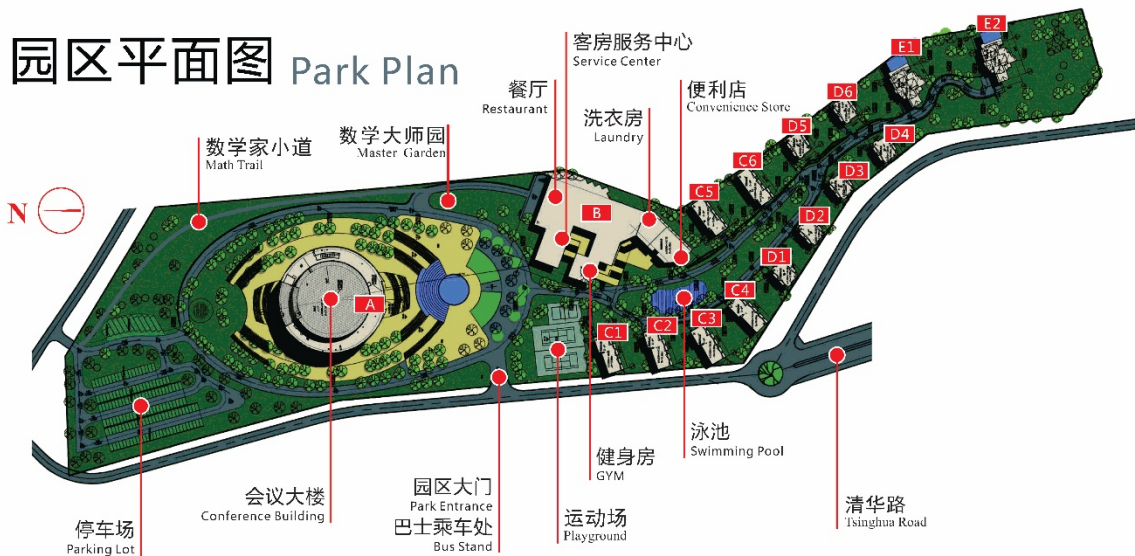 园区平面图 Park Plan
客房服务中心
Service Center
餐厅
Restaurant
便利店
Convenience Store
洗衣房
Laundry
数学家小道
Math Trail
数学大师园
Master Garden
N
A
B
C1
C2
C3
C4
C5
C6
D1
D2
D3
D4
D5
D6
E1
E2
停车场
Parking Lot
会议大楼
Conference Building
园区大门
Park Entrance
巴士乘车处
Bus Stand
运动场
Playground
健身房
GYM
泳池
Swimming Pool
清华路
Tsinghua Road